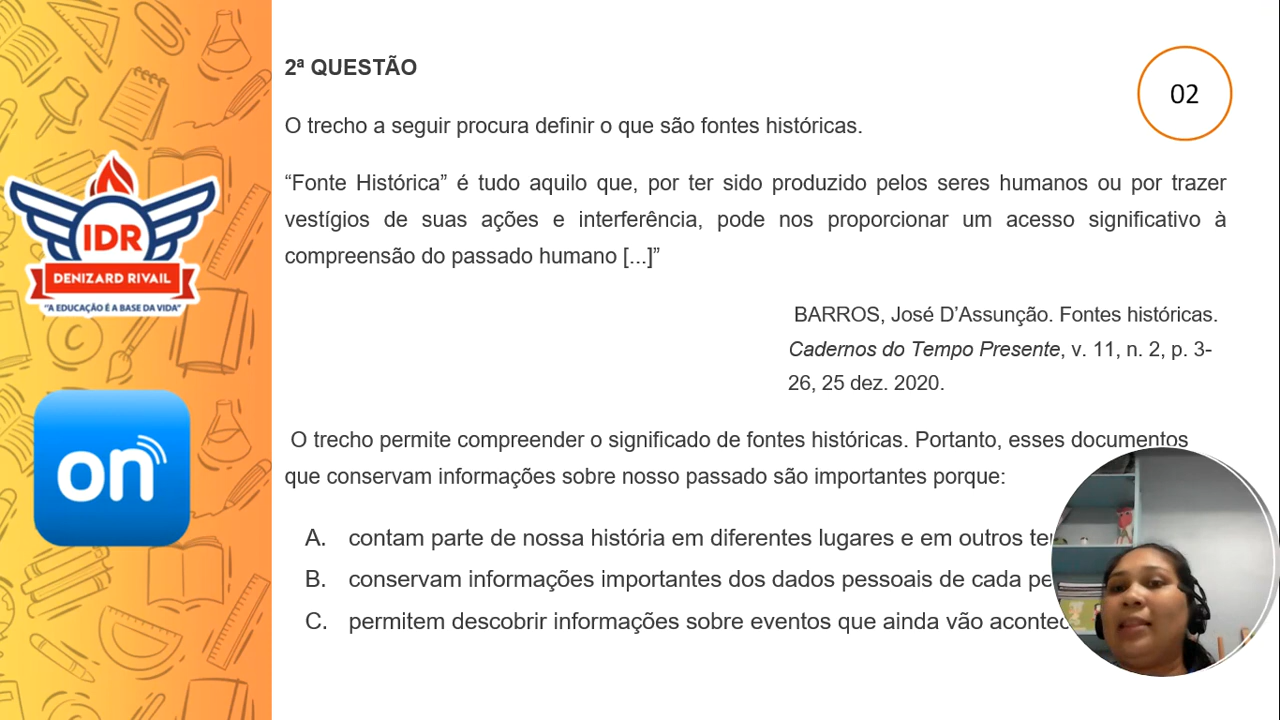 2ª QUESTÃO
02
O trecho a seguir procura definir o que são fontes históricas.
“Fonte Histórica” é tudo aquilo que, por ter sido produzido pelos seres humanos ou por trazer
vestígios de suas ações e interferência, pode nos proporcionar um acesso significativo à
compreensão do passado humano [...]”
BARROS, José D’Assunção. Fontes históricas.
Cadernos do Tempo Presente, v. 11, n. 2, p. 3-
26, 25 dez. 2020.
O trecho permite compreender o significado de fontes históricas. Portanto, esses documentos
que conservam informações sobre nosso passado são importantes porque:
A. contam parte de nossa história em diferentes lugares e em outros
B. conservam informações importantes dos dados pessoais de cada
C. permitem descobrir informações sobre eventos que ainda vão
IDR
DENIZARD RIVAIL
“A EDUCAÇÃO É A BASE DA VIDA”
on